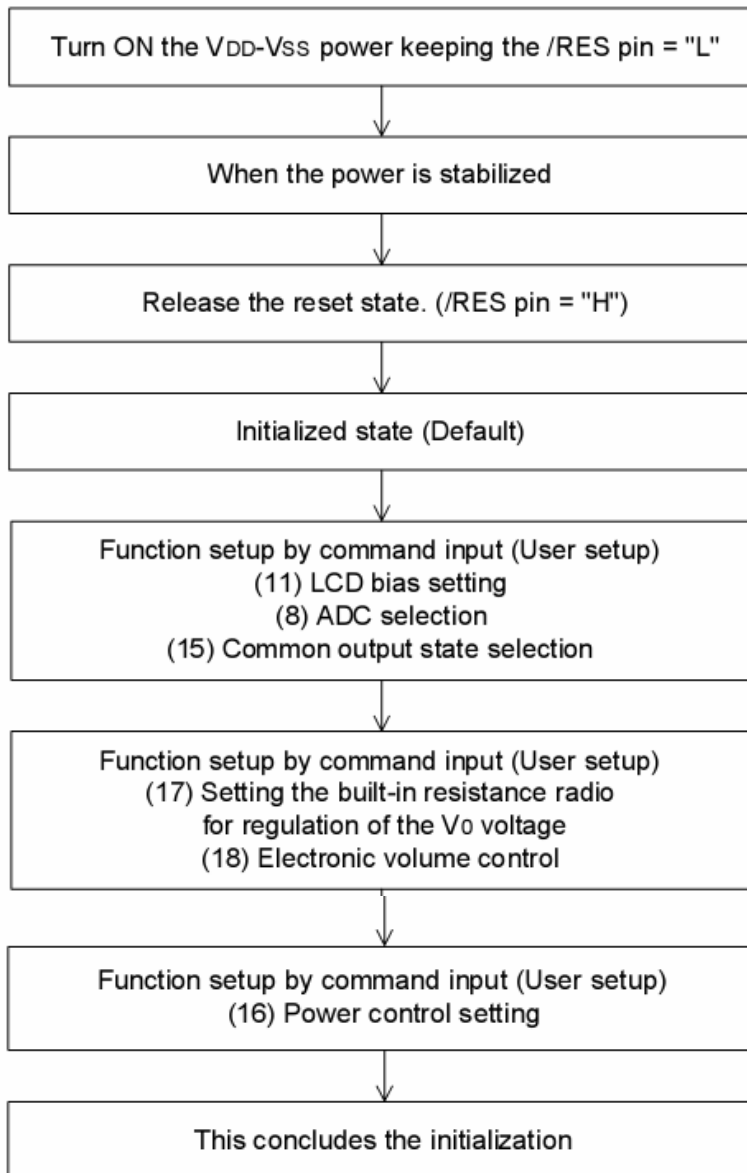 Turn ON the VDD-VSS power keeping the /RES pin = "L"
When the power is stabilized
Release the reset state. (/RES pin = "H")
Initialized state (Default)
Function setup by command input (User setup)
(11) LCD bias setting
(8) ADC selection
(15) Common output state selection
Function setup by command input (User setup)
(17) Setting the built-in resistance radio
for regulation of the V0 voltage
(18) Electronic volume control
Function setup by command input (User setup)
(16) Power control setting
This concludes the initialization